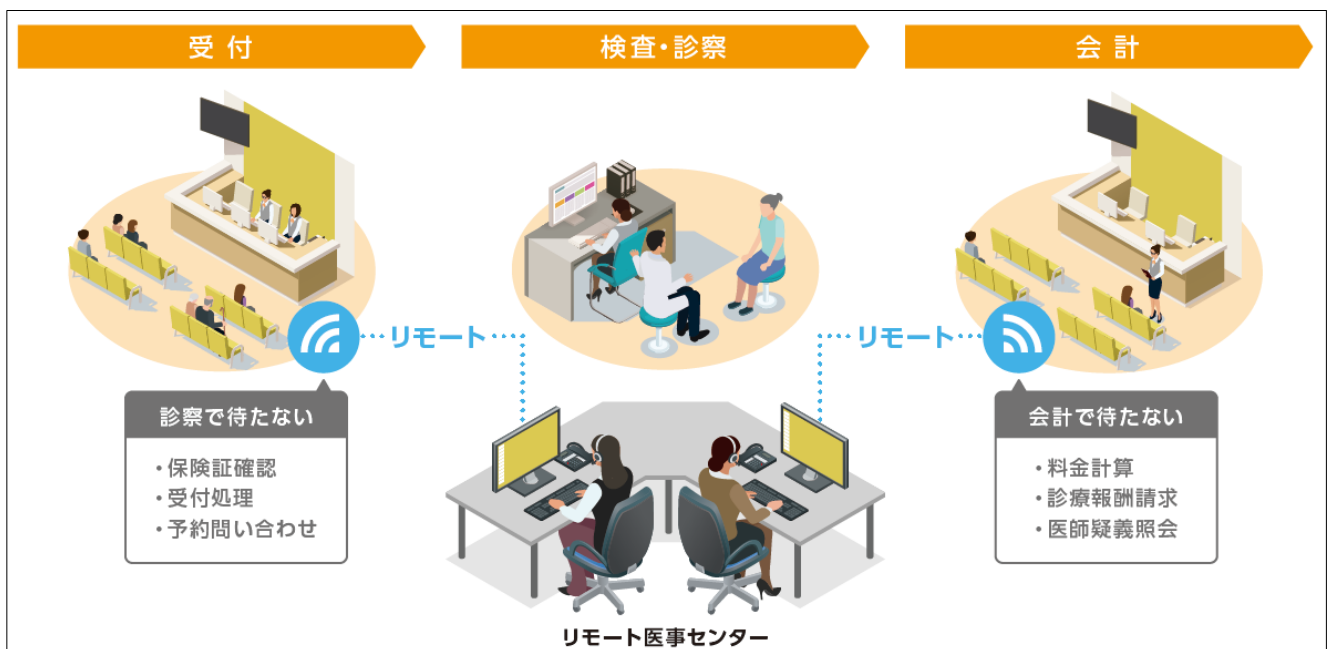 受付
検査・診察
会計
リモート
リモート
診察で待たない
・保険証確認
・受付処理
・予約問い合わせ
会計で待たない
・料金計算
・診療報酬請求
・医師疑義照会
リモート医事センター